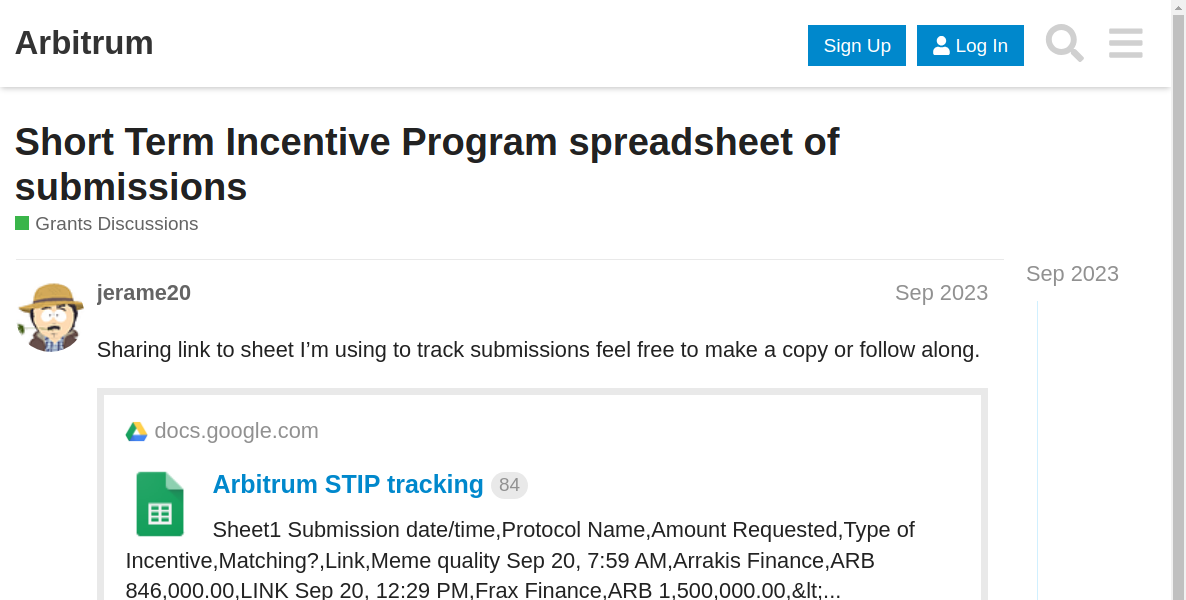 Arbitrum
Sign Up
Log In
Short Term Incentive Program spreadsheet of
submissions
Grants Discussions
jerame20
Sep 2023
Sep 2023
Sharing link to sheet I’m using to track submissions feel free to make a copy or follow along.
docs.google.com
Arbitrum STIP tracking 84
Sheet1 Submission date/time,Protocol Name,Amount Requested,Type of
Incentive,Matching?,Link,Meme quality Sep 20, 7:59 AM,Arrakis Finance,ARB
846,000.00,LINK Sep 20, 12:29 PM,Frax Finance,ARB 1,500,000.00,&lt;...